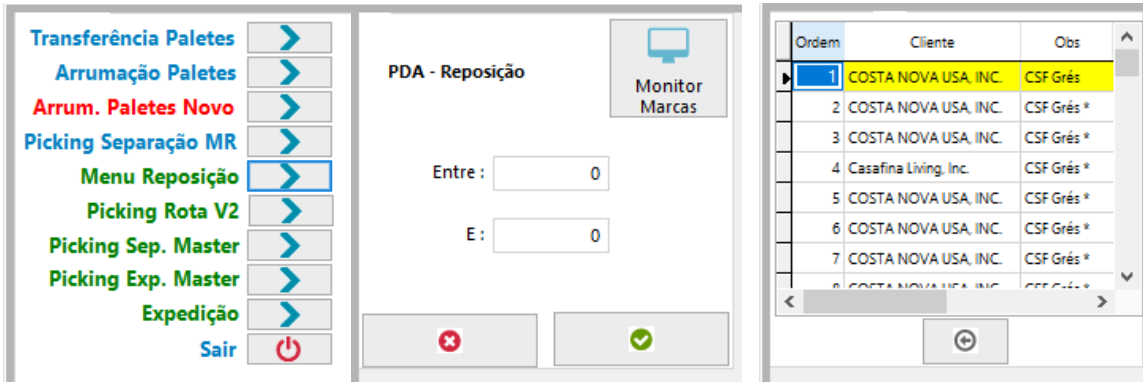 Transferência Paletes
Arrumação Paletes
Arrum. Paletes Novo
Picking Separação MR
Menu Reposição
Picking Rota V2
Picking Sep. Master
Picking Exp. Master
Expedição
Sair
PDA - Reposição
Monitor
Marcas
Entre : 0
E : 0
Ordem Cliente Obs
1 COSTA NOVA USA, INC. CSF Grés
2 COSTA NOVA USA, INC. CSF Grés *
3 COSTA NOVA USA, INC. CSF Grés *
4 Casafina Living, Inc. CSF Grés *
5 COSTA NOVA USA, INC. CSF Grés *
6 COSTA NOVA USA, INC. CSF Grés *
7 COSTA NOVA USA, INC. CSF Grés *